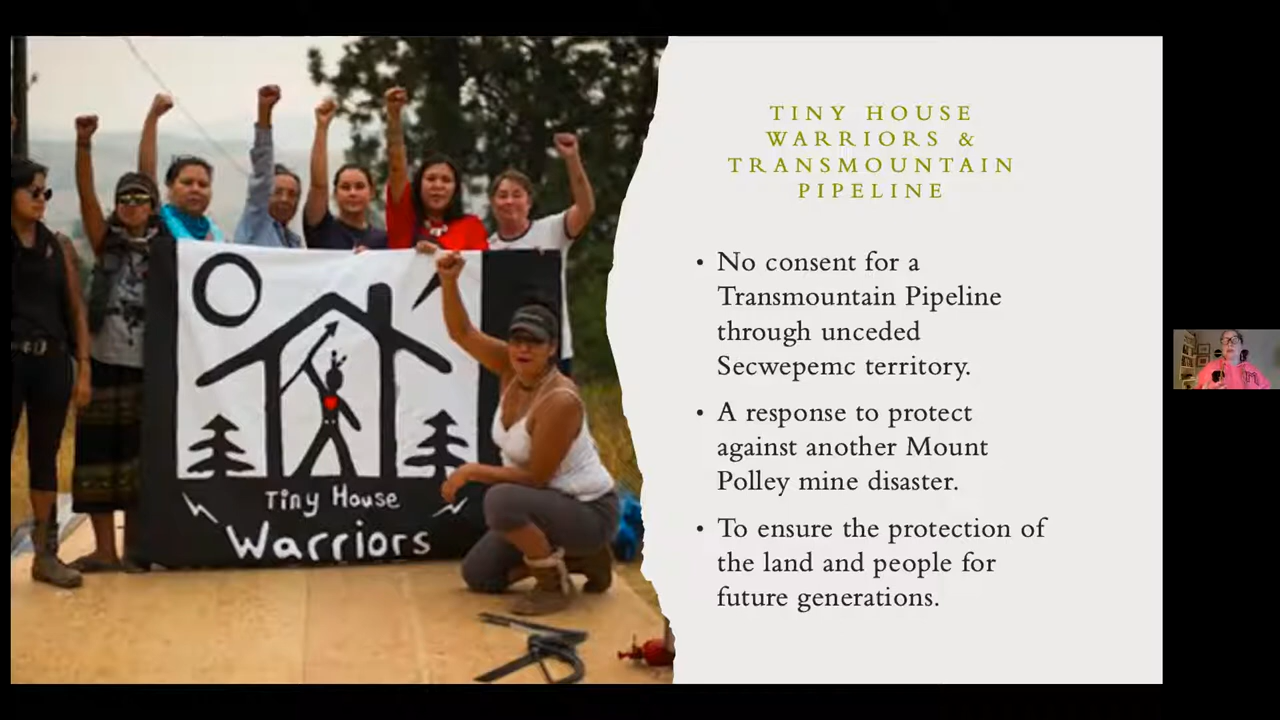 TINY HOUSE
WARRIORS &
TRANSMOUNTAIN
PIPELINE
• No consent for a
Transmountain Pipeline
through unceded
Secwepemc territory.
• A response to protect
against another Mount
Polley mine disaster.
• To ensure the protection of
the land and people for
future generations.
Tiny House
Warriors